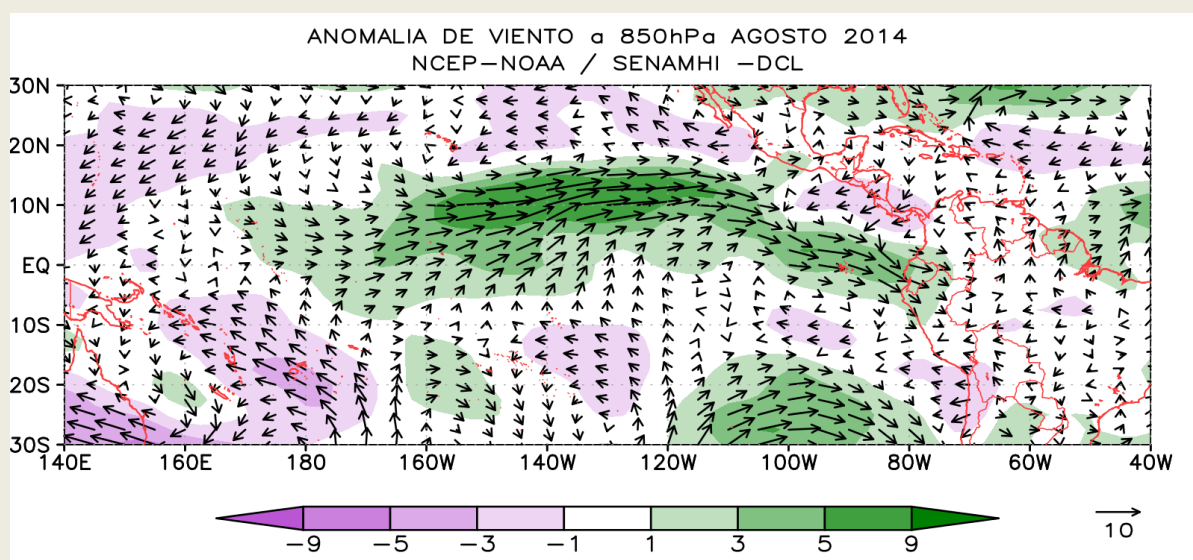 ANOMALIA DE VIENTO a 850hPa AGOSTO 2014
NCEP-NOAA / SENAMHI -DCL
30N
20N
10N
EQ
10S
20S
30S
140E 160E 180 160W 140W 120W 100W 80W 60W 40W
-9 -5 -3 -1 1 3 5 9
10